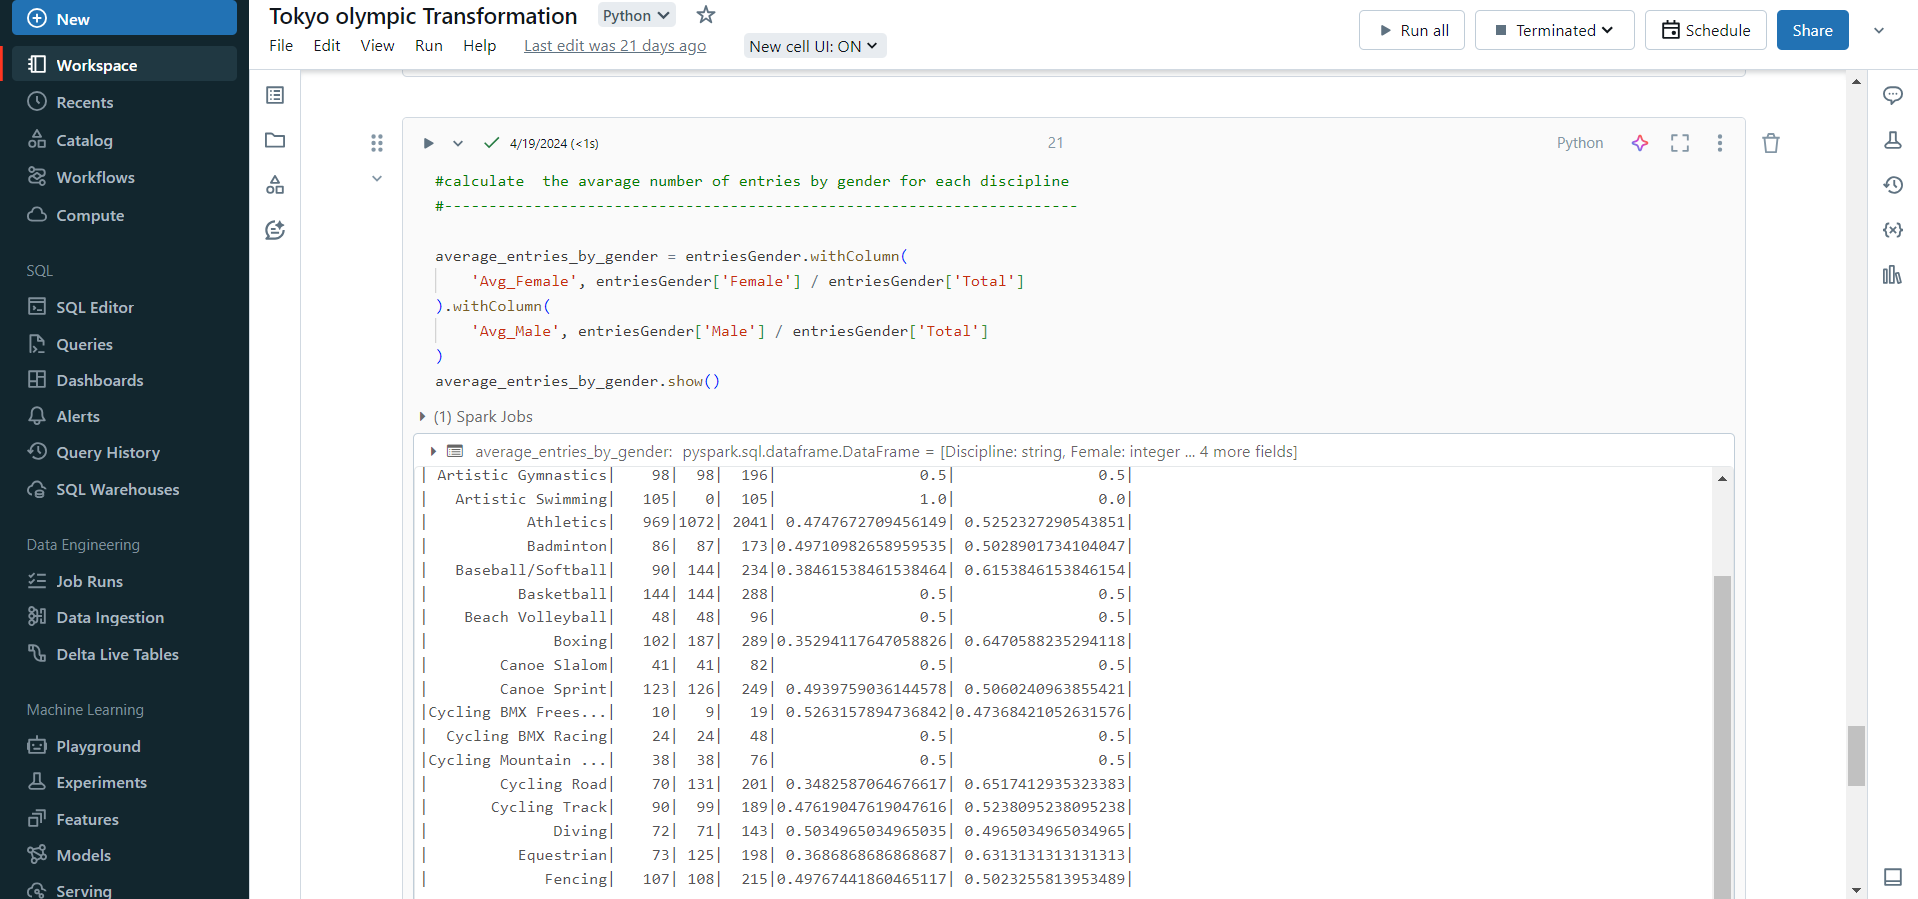 New
Workspace
Recents
Catalog
Workflows
Compute
SQL
SQL Editor
Queries
Dashboards
Alerts
Query History
SQL Warehouses
Data Engineering
Job Runs
Data Ingestion
Delta Live Tables
Machine Learning
Playground
Experiments
Features
Models
Serving
Tokyo olympic Transformation Python
File Edit View Run Help Last edit was 21 days ago New cell UI: ON
Run all Terminated Schedule Share
4/19/2024 (<1s) 21 Python
#calculate  the avarage number of entries by gender for each discipline
#-----------------------------------------------------------------------
average_entries_by_gender = entriesGender.withColumn(
'Avg_Female', entriesGender['Female'] / entriesGender['Total']
).withColumn(
'Avg_Male', entriesGender['Male'] / entriesGender['Total']
)
average_entries_by_gender.show()
(1) Spark Jobs
average_entries_by_gender: pyspark.sql.dataframe.DataFrame = [Discipline: string, Female: integer ... 4 more fields]
| Artistic Gymnastics| 98| 98| 196| 0.5| 0.5|
| Artistic Swimming| 105| 0| 105| 1.0| 0.0|
| Athletics| 969|1072| 2041| 0.4747672709456149| 0.5252327290543851|
| Badminton| 86| 87| 173|0.49710982658959535| 0.5028901734104047|
| Baseball/Softball| 90| 144| 234|0.38461538461538464| 0.6153846153846154|
| Basketball| 144| 144| 288| 0.5| 0.5|
| Beach Volleyball| 48| 48| 96| 0.5| 0.5|
| Boxing| 102| 187| 289|0.35294117647058826| 0.6470588235294118|
| Canoe Slalom| 41| 41| 82| 0.5| 0.5|
| Canoe Sprint| 123| 126| 249| 0.4939759036144578| 0.5060240963855421|
|Cycling BMX Frees...| 10| 9| 19| 0.5263157894736842|0.47368421052631576|
| Cycling BMX Racing| 24| 24| 48| 0.5| 0.5|
|Cycling Mountain ...| 38| 38| 76| 0.5| 0.5|
| Cycling Road| 70| 131| 201| 0.3482587064676617| 0.6517412935323383|
| Cycling Track| 90| 99| 189|0.47619047619047616| 0.5238095238095238|
| Diving| 72| 71| 143| 0.5034965034965035| 0.4965034965034965|
| Equestrian| 73| 125| 198| 0.3686868686868687| 0.6313131313131313|
| Fencing| 107| 108| 215|0.49767441860465117| 0.5023255813953489|